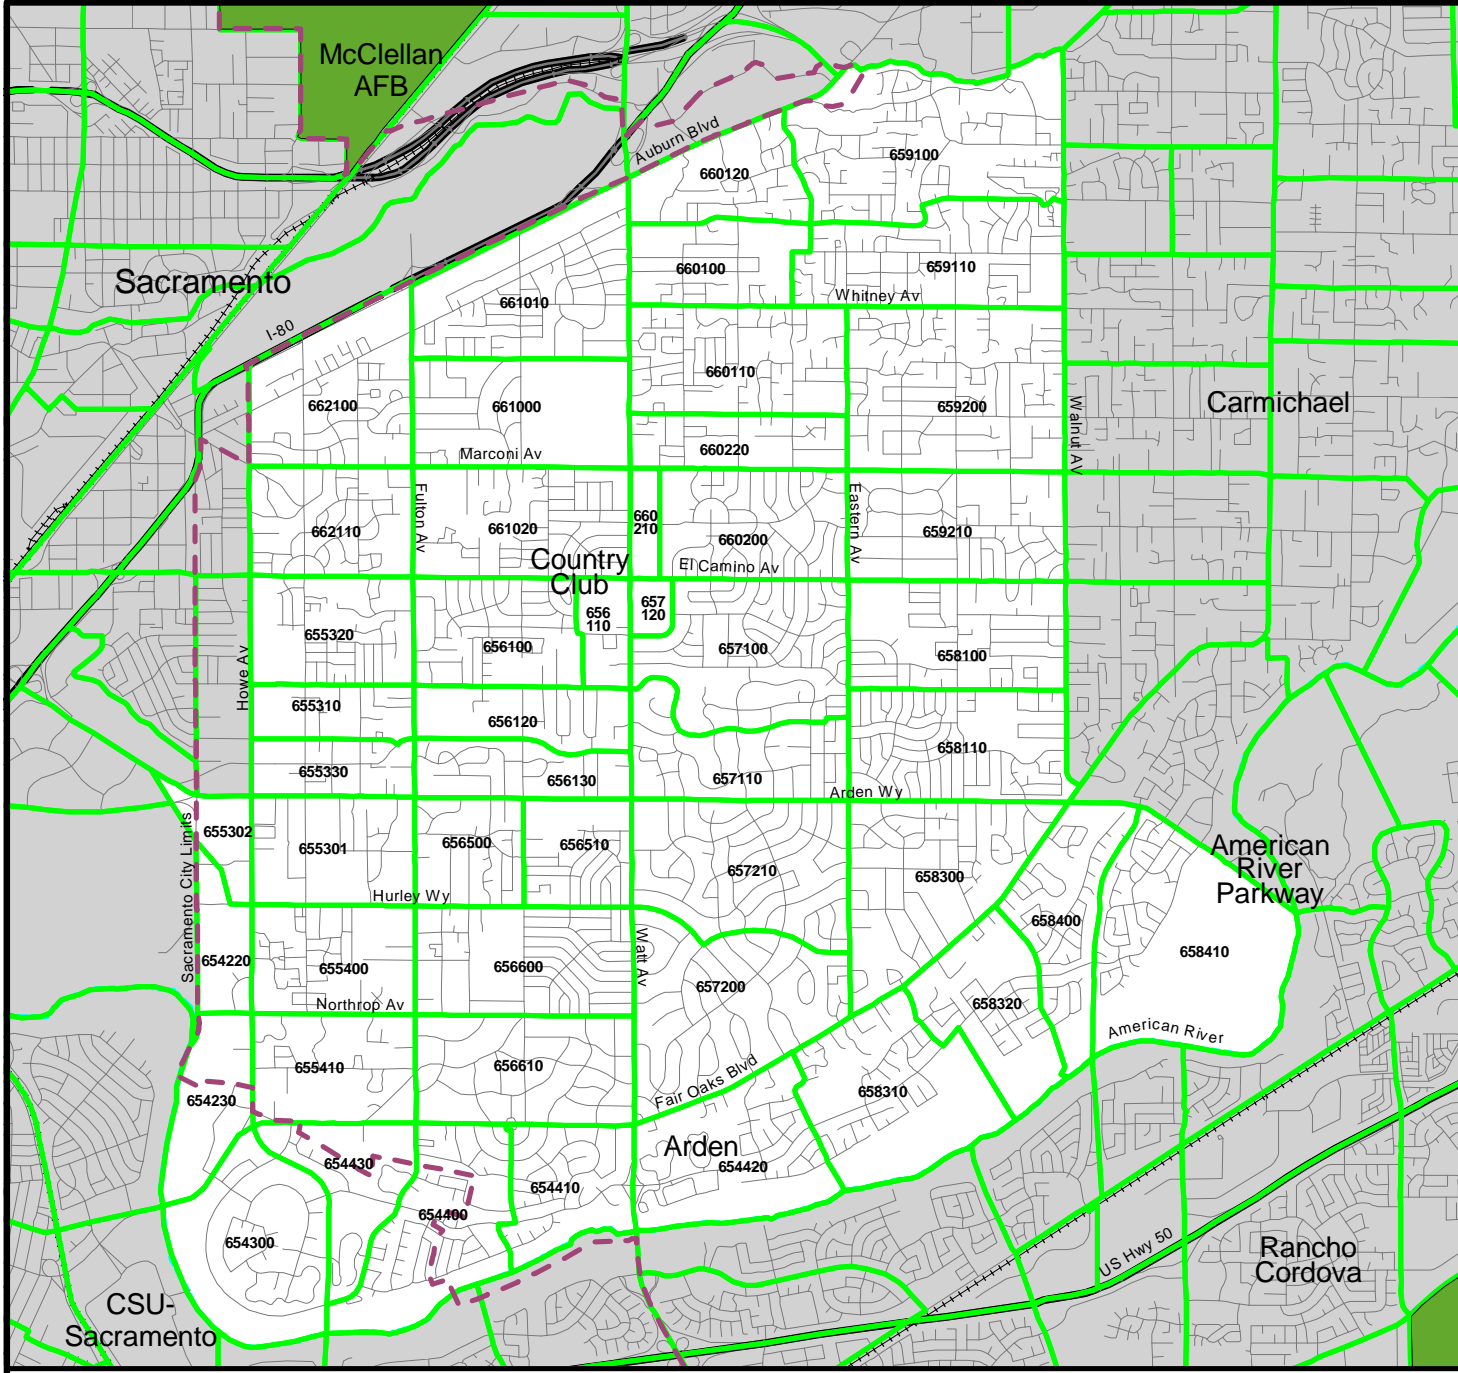 McClellan
AFB
Auburn Blvd
659100
660120
Sacramento
660100
659110
Whitney Av
661010
I-80
660110
662100
661000
659200
Carmichael
Walnut AV
Marconi Av
660220
Fulton Av
Eastern Av
662110
661020
660
210
660200
659210
Country
Club
El Camino Av
656
110
657
120
655320
656100
657100
658100
Howe Av
655310
656120
658110
655330
656130
657110
Arden Wy
Sacramento City Limits
655302
655301
656500
656510
657210
658300
American
River
Parkway
Hurley Wy
658400
Watt Av
654220
655400
656600
657200
658410
Northrop Av
658320
American River
655410
656610
Fair Oaks Blvd
658310
654230
Arden
654430
654420
654410
654400
654300
US Hwy 50
Rancho
Cordova
CSU-
Sacramento